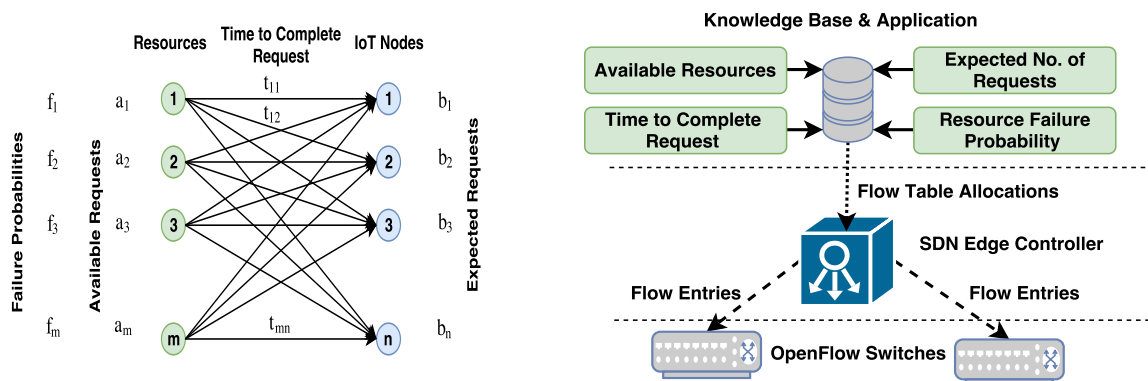 Resources
Time to Complete
Request
IoT Nodes
Failure Probabilities
Available Requests
Expected Requests
f1 a1 1 t11 1 b1
t12
f2 a2 2 2 b2
f3 a3 3 3 b3
fm am m tmn n bn
Knowledge Base & Application
Available Resources
Expected No. of
Requests
Time to Complete
Request
Resource Failure
Probability
Flow Table Allocations
SDN Edge Controller
Flow Entries
Flow Entries
OpenFlow Switches